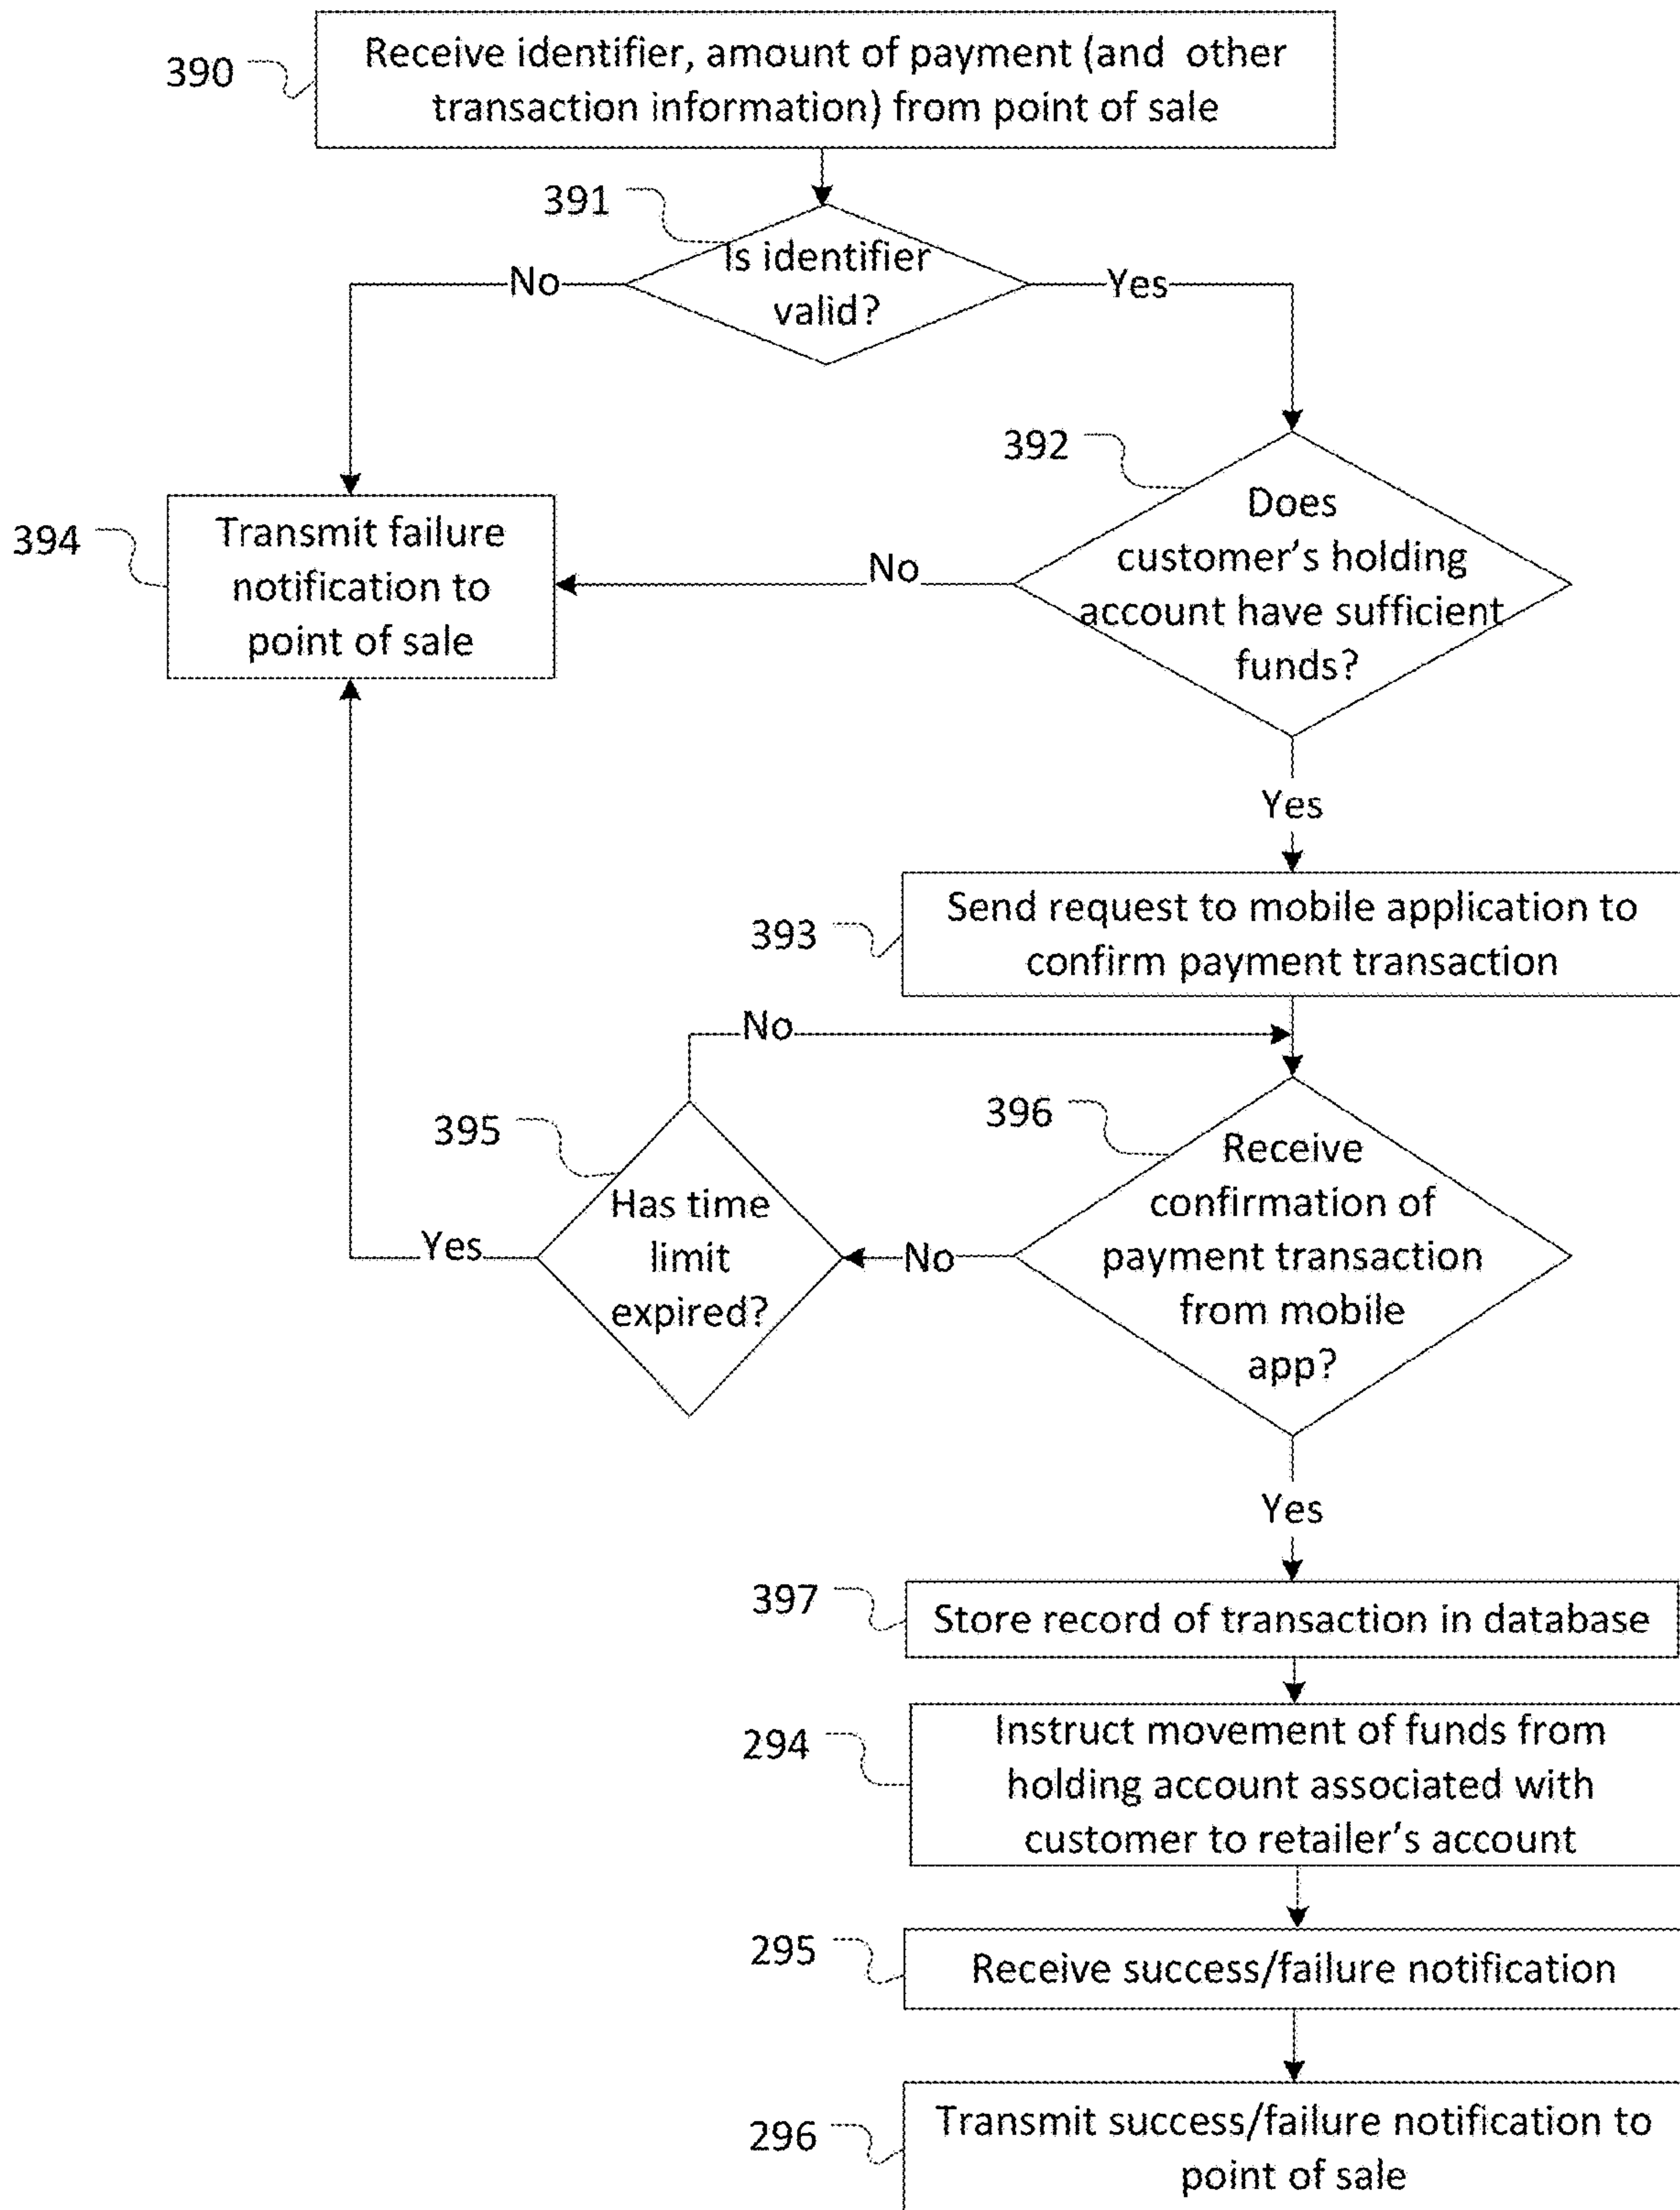 390
Receive identifier, amount of payment (and other
transaction information) from point of sale
391
Is identifier
valid?
No
Yes
392
Does
customer's holding
account have sufficient
funds?
394
Transmit failure
notification to
point of sale
No
Yes
393
Send request to mobile application to
confirm payment transaction
No
395
Has time
limit
expired?
Yes
No
396
Receive
confirmation of
payment transaction
from mobile
app?
Yes
397
Store record of transaction in database
294
Instruct movement of funds from
holding account associated with
customer to retailer's account
295
Receive success/failure notification
296
Transmit success/failure notification to
point of sale